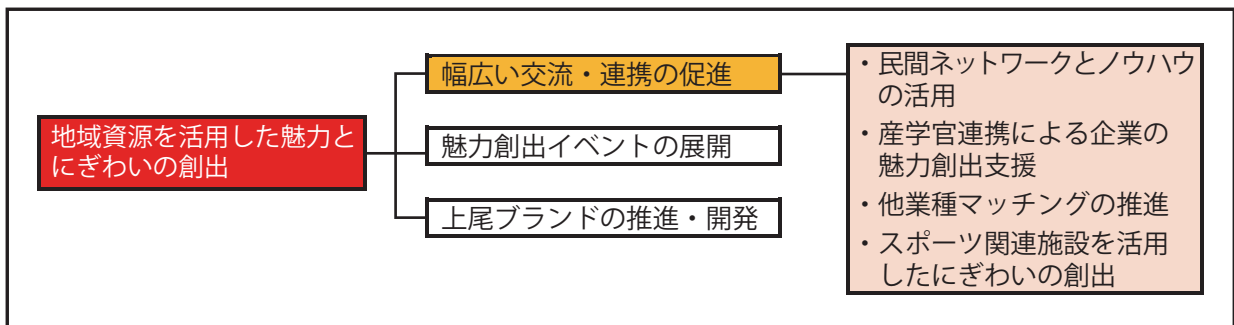 地域資源を活用した魅力と
にぎわいの創出
幅広い交流・連携の促進
魅力創出イベントの展開
上尾ブランドの推進・開発
・民間ネットワークとノウハウ
の活用
・産学官連携による企業の
魅力創出支援
・他業種マッチングの推進
・スポーツ関連施設を活用
したにぎわいの創出